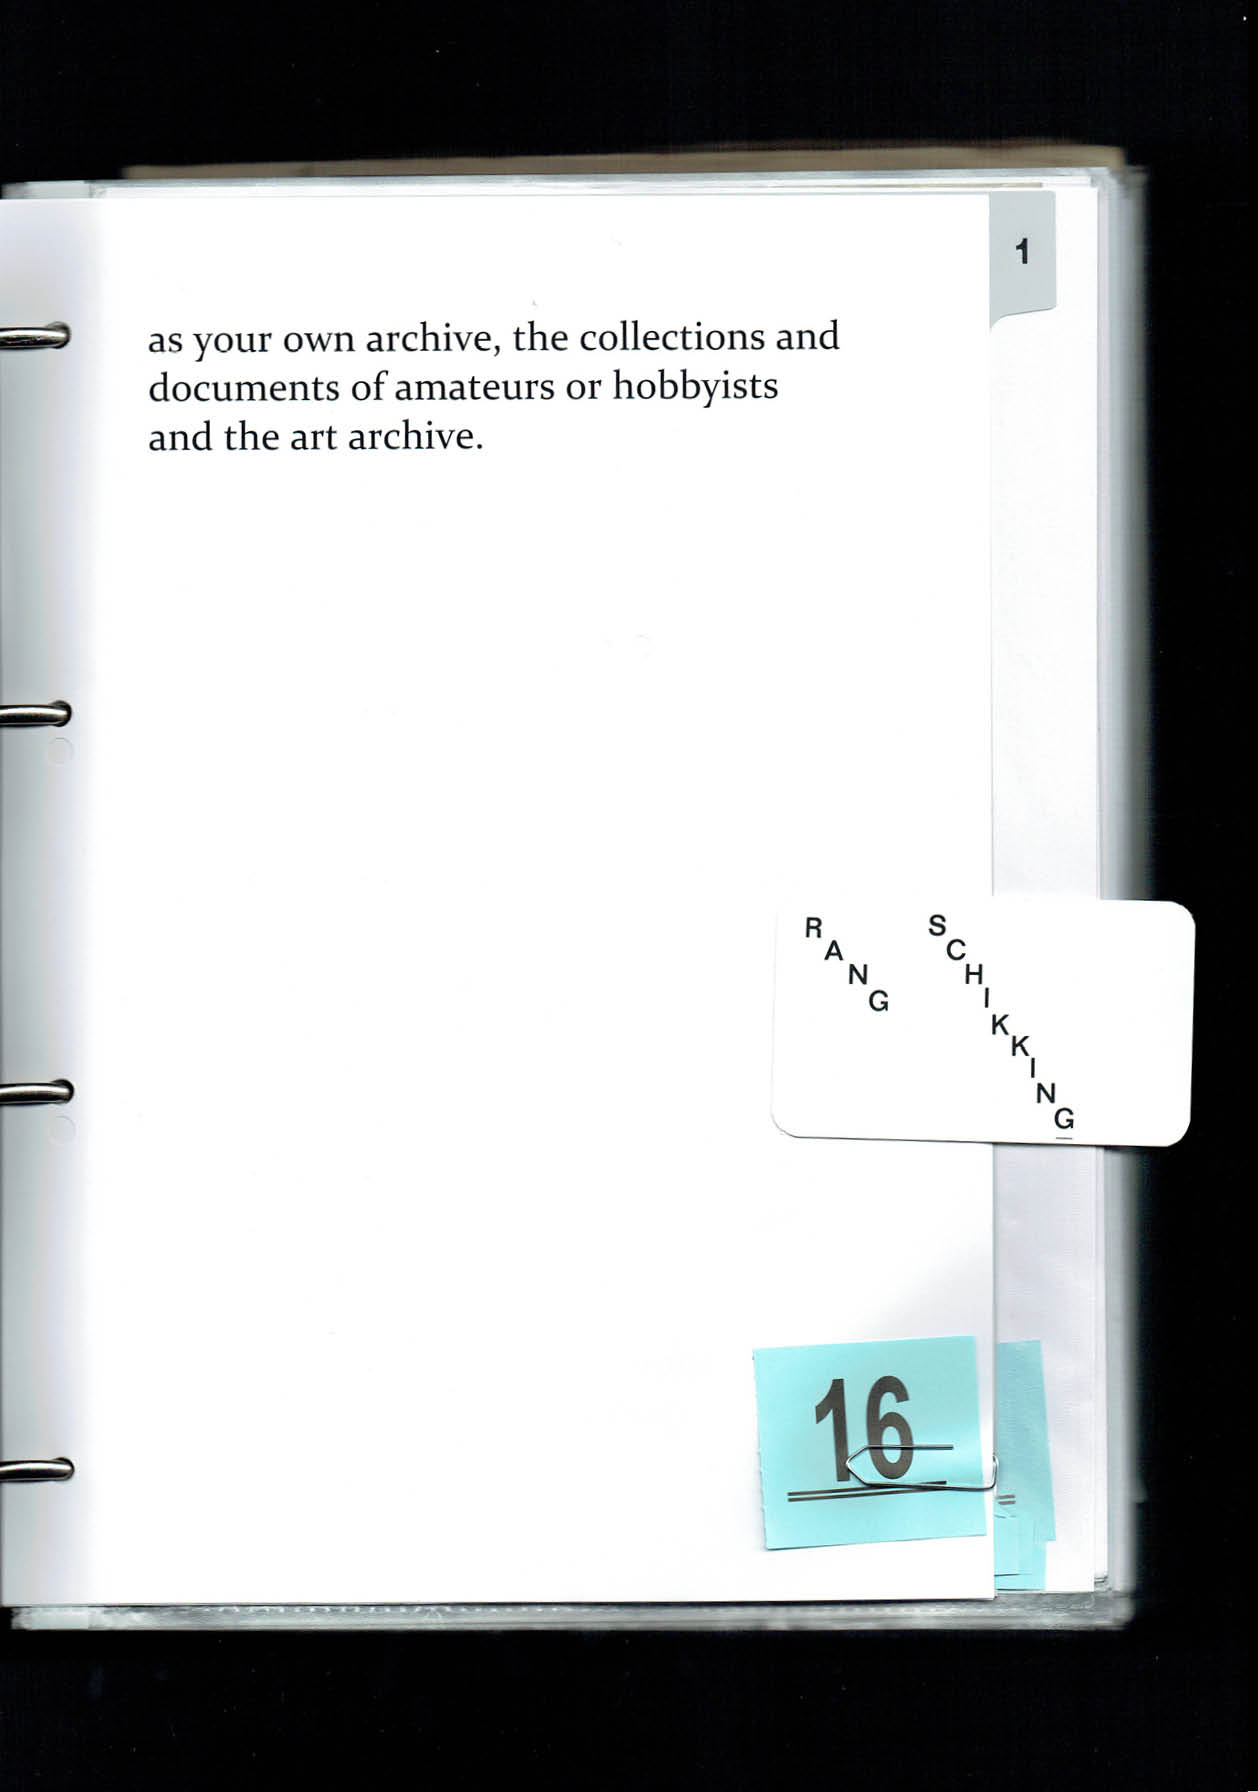 1
as your own archive, the collections and
documents of amateurs or hobbyists
and the art archive.
RANG SCHIKKING
16